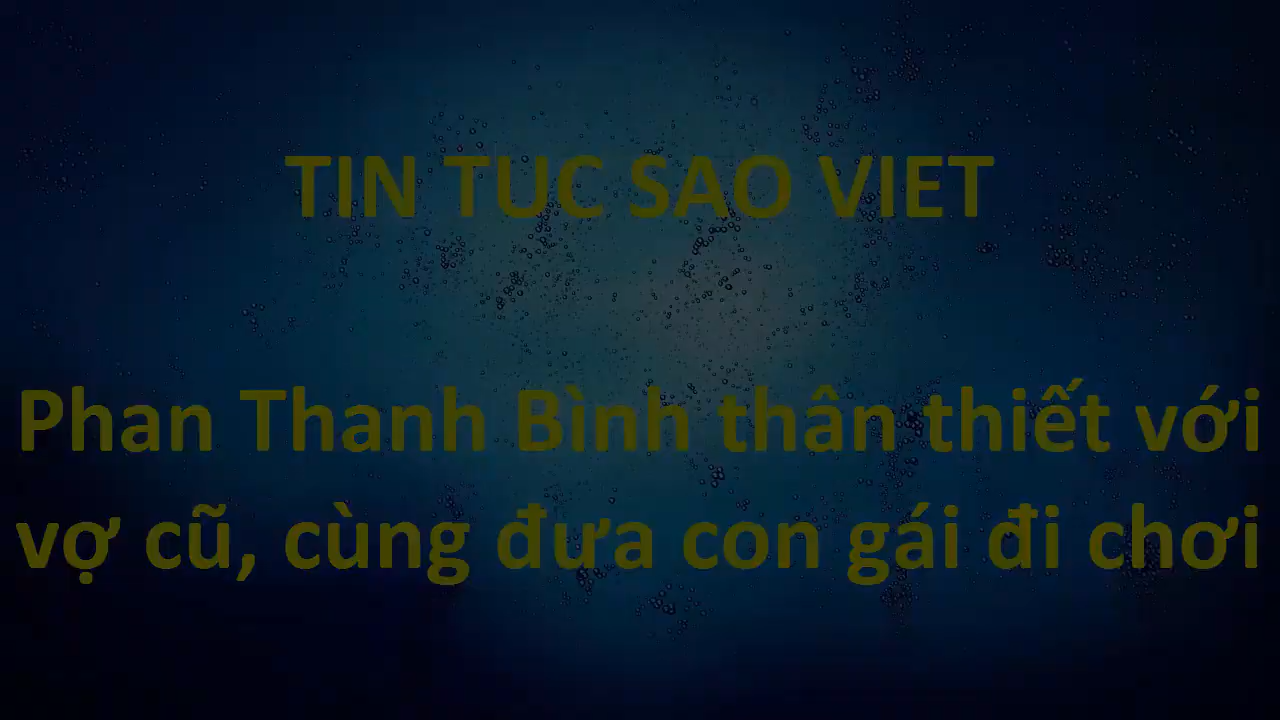 TIN TUC SAO VIET
Phan Thanh Bình thân thiết với
vợ cũ, cùng đưa con gái đi chơi